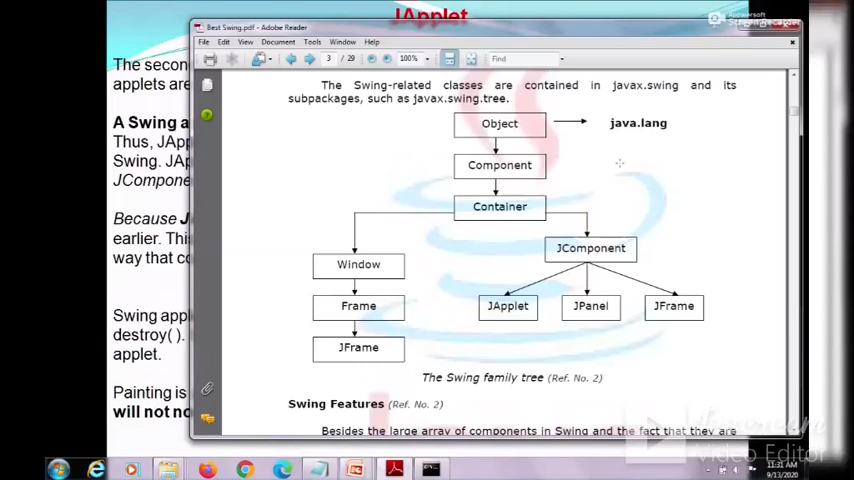 JApplet
Best Swing.pdf - Adobe Reader
File Edit View Document Tools Window Help
3 / 29 100% Find
The secon
applets are
A Swing a
Thus, JApp
Swing. JAp
JCompone
Because J
earlier. This
way that co
Swing appl
destroy( ).
applet.
Painting is
will not no
The Swing-related classes are contained in javax.swing and its
subpackages, such as javax.swing.tree.
Object
java.lang
Component
Container
JComponent
Window
Frame
JApplet
JPanel
JFrame
JFrame
The Swing family tree (Ref. No. 2)
Swing Features (Ref. No. 2)
Besides the large array of components in Swing and the fact that they are
Video Editor
11:31 AM
9/13/2020